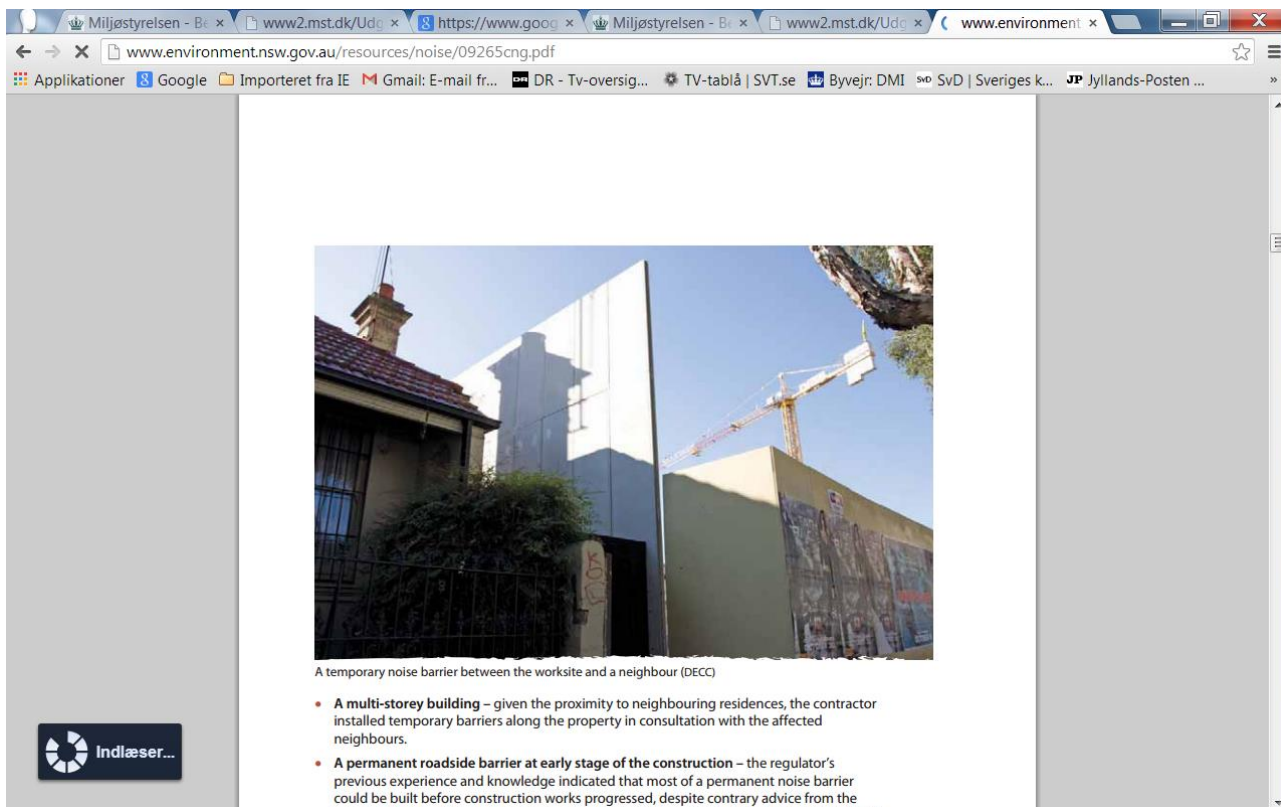 Miljøstyrelsen - Be
www2.mst.dk/Udg
https://www.goog
Miljøstyrelsen - Be
www2.mst.dk/Udg
www.environment
www.environment.nsw.gov.au/resources/noise/09265cng.pdf
Applikationer Google Importeret fra IE Gmail: E-mail fr... DR - Tv-oversig... TV-tablå | SVT.se Byvejr: DMI SvD SvD | Sveriges k... JP Jyllands-Posten ... »
A temporary noise barrier between the worksite and a neighbour (DECC)
• A multi-storey building – given the proximity to neighbouring residences, the contractor
installed temporary barriers along the property in consultation with the affected
neighbours.
• A permanent roadside barrier at early stage of the construction – the regulator's
previous experience and knowledge indicated that most of a permanent noise barrier
could be built before construction works progressed, despite contrary advice from the
Indlæser...